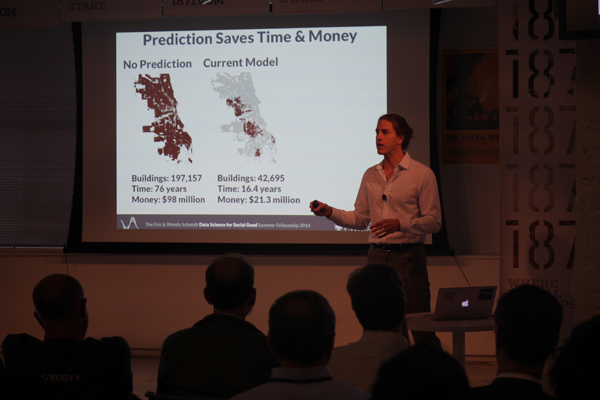 START.
Prediction Saves Time & Money
No Prediction
Current Model
Buildings: 197,157
Time: 76 years
Money: $98 million
Buildings: 42,695
Time: 16.4 years
Money: $21.3 million
The Eric & Wendy Schmidt Data Science for Social Good Summer Fellowship 2014
187
187
187
187
WHERE
</BODY>